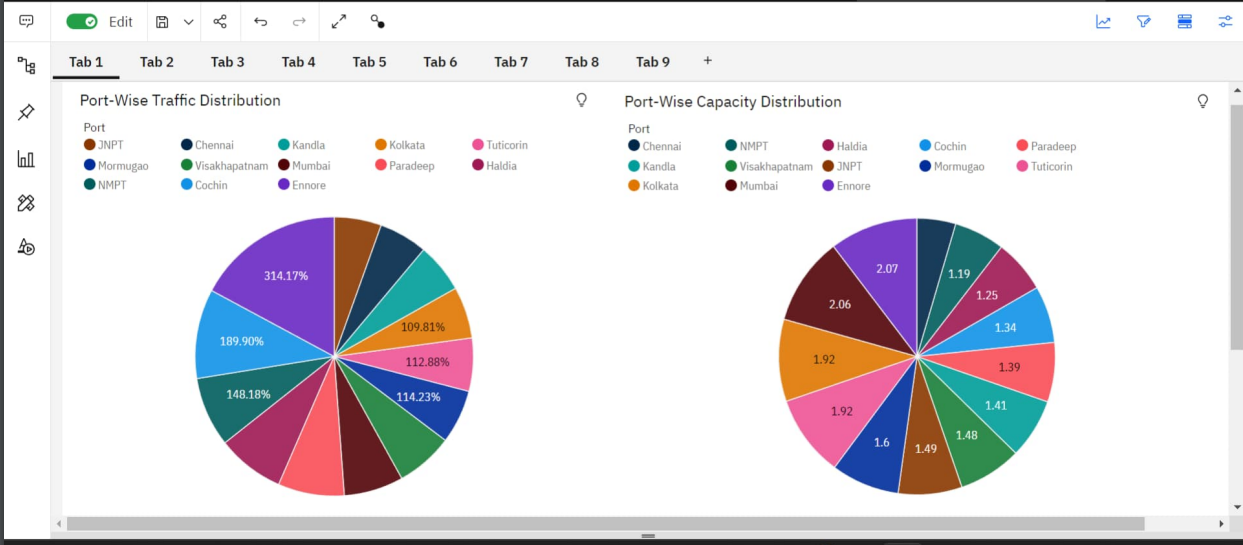 Edit
Tab 1 Tab 2 Tab 3 Tab 4 Tab 5 Tab 6 Tab 7 Tab 8 Tab 9 +
Port-Wise Traffic Distribution
Port
JNPT Chennai Kandla Kolkata Tuticorin
Mormugao Visakhapatnam Mumbai Paradeep Haldia
NMPT Cochin Ennore
314.17%
189.90%
148.18%
109.81%
112.88%
114.23%
Port-Wise Capacity Distribution
Port
Chennai NMPT Haldia Cochin Paradeep
Kandla Visakhapatnam JNPT Mormugao Tuticorin
Kolkata Mumbai Ennore
2.07
1.19
1.25
2.06
1.34
1.92
1.39
1.92
1.41
1.6
1.49
1.48